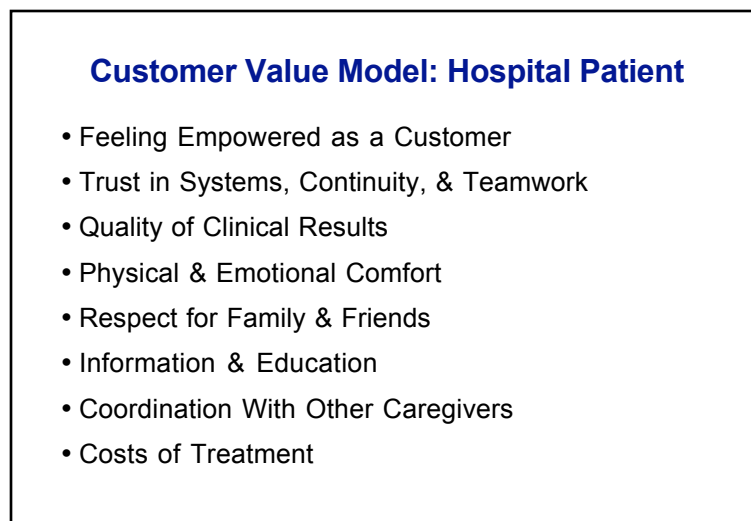 Customer Value Model: Hospital Patient
• Feeling Empowered as a Customer
• Trust in Systems, Continuity, & Teamwork
• Quality of Clinical Results
• Physical & Emotional Comfort
• Respect for Family & Friends
• Information & Education
• Coordination With Other Caregivers
• Costs of Treatment